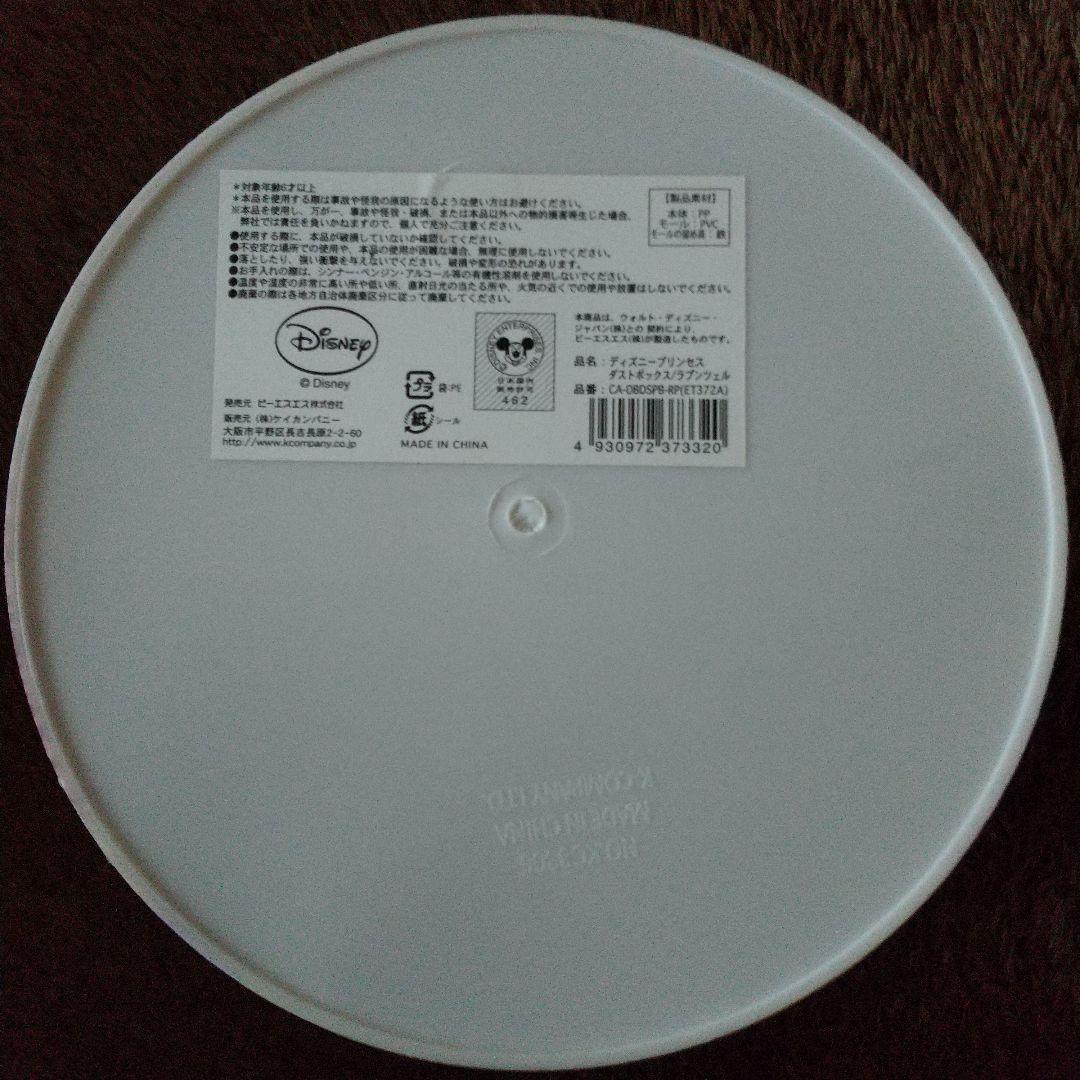 ＊対象年齢6才以上
＊本品を使用する際は事故や怪我の原因になるような使い方はお避けください。
※本品を使用し、万が一、事故や怪我・破損、または本品以外への物的損害等生じた場合、
弊社では責任を負いかねますので、個人で充分ご注意ください。
●使用する際に、本品が破損していないか確認してください。
●不安定な場所での使用や、本品の使用が困難な場合、無理に使用しないでください。
●落としたり、強い衝撃を与えないでください。破損や変形の恐れがあります。
●お手入れの際は、シンナー・ベンジン・アルコール等の有機性溶剤を使用しないでください。
●温度や湿度の非常に高い所や低い所、直射日光の当たる所や、火気の近くでの使用や放置はしないでください。
●廃棄の際は各地方自治体廃棄区分に従って廃棄してください。
【製品素材】
本体：PP
モール：PVC
モールの留め具：鉄
DISNEY
© Disney
発売元 ピーエスエス株式会社
販売元 (株)ケイカンパニー
大阪市平野区長吉長原2-2-60
http://www.kcompany.co.jp
プラ 袋:PE
紙 シール
MADE IN CHINA
©DISNEY ENTERPRISES, INC.
日本国内
販売許可
462
本商品は、ウォルト・ディズニー・
ジャパン(株)との 契約により、
ピーエスエス(株)が製造したものです。
品名：ディズニープリンセス
ダストボックス/ラプンツェル
品番：CA-08DSPB-RP(ET372A)
4 930972 373320
K-COMPANY.LTD.
MADE IN CHINA